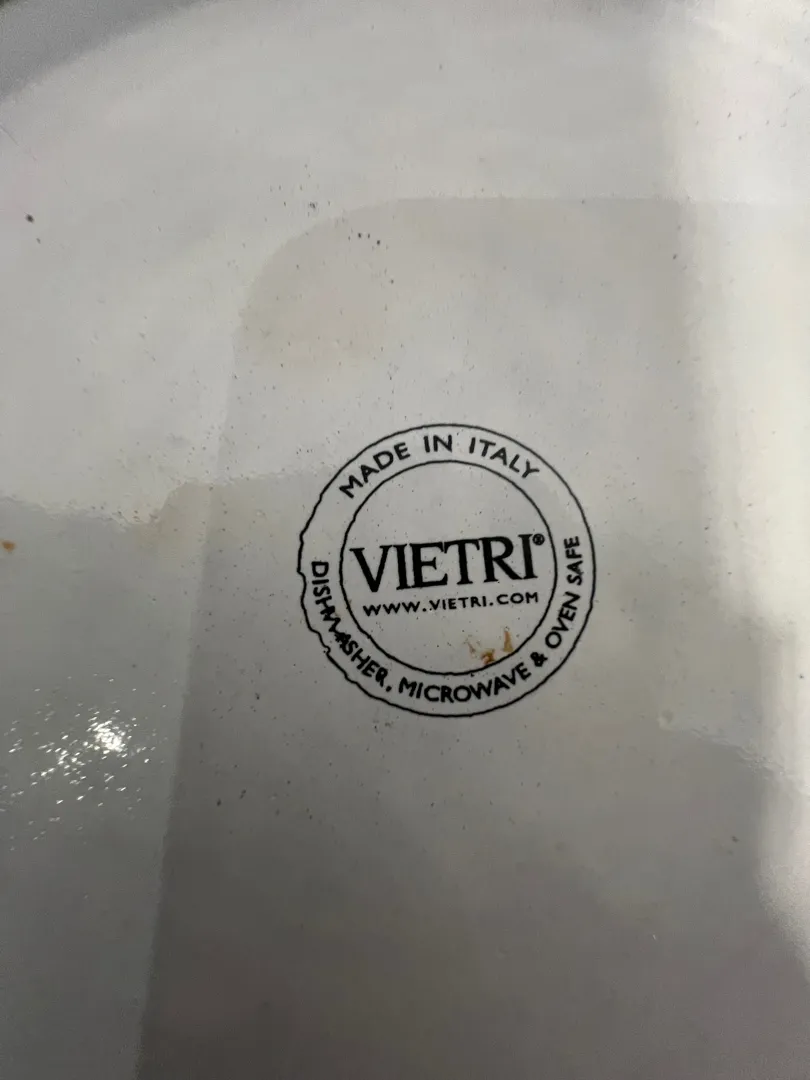 MADE IN ITALY
VIETRI®
WWW.VIETRI.COM
DISHWASHER, MICROWAVE & OVEN SAFE